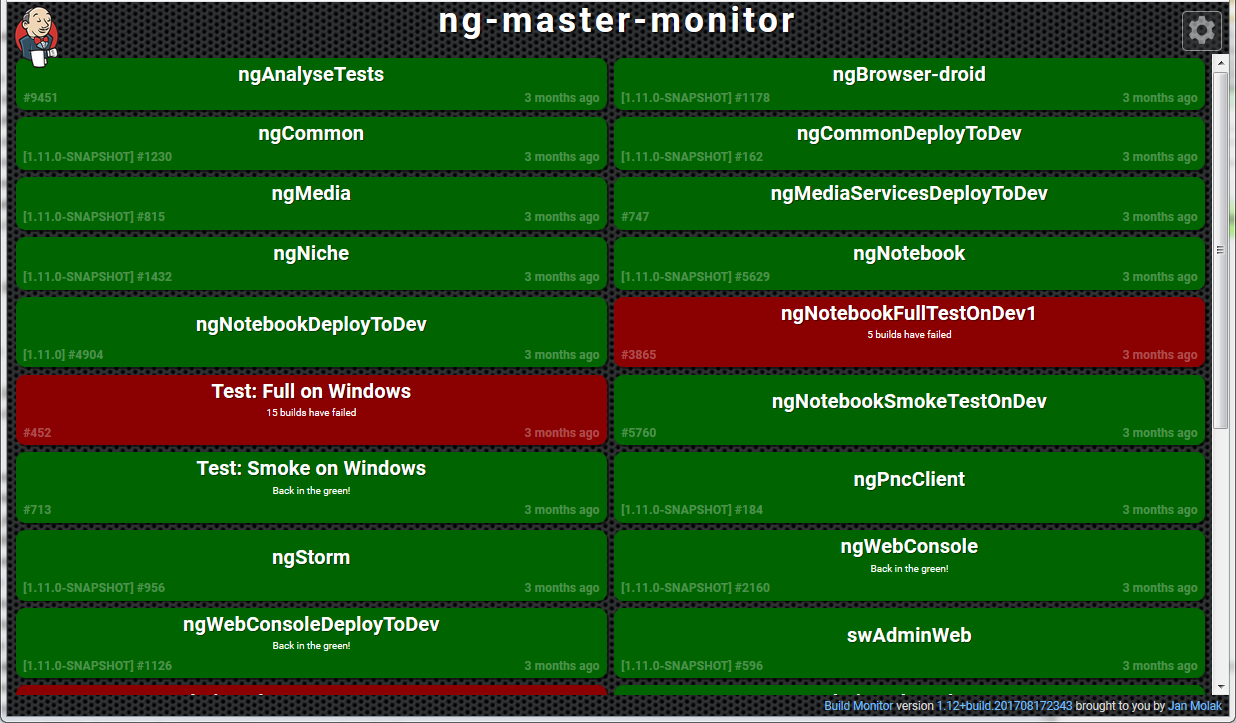 ng-master-monitor
ngAnalyseTests
#9451 3 months ago
ngBrowser-droid
[1.11.0-SNAPSHOT] #1178 3 months ago
ngCommon
[1.11.0-SNAPSHOT] #1230 3 months ago
ngCommonDeployToDev
[1.11.0-SNAPSHOT] #162 3 months ago
ngMedia
[1.11.0-SNAPSHOT] #815 3 months ago
ngMediaServicesDeployToDev
#747 3 months ago
ngNiche
[1.11.0-SNAPSHOT] #1432 3 months ago
ngNotebook
[1.11.0-SNAPSHOT] #5629 3 months ago
ngNotebookDeployToDev
[1.11.0] #4904 3 months ago
ngNotebookFullTestOnDev1
5 builds have failed
#3865 3 months ago
Test: Full on Windows
15 builds have failed
#452 3 months ago
ngNotebookSmokeTestOnDev
#5760 3 months ago
Test: Smoke on Windows
Back in the green!
#713 3 months ago
ngPncClient
[1.11.0-SNAPSHOT] #184 3 months ago
ngStorm
[1.11.0-SNAPSHOT] #956 3 months ago
ngWebConsole
Back in the green!
[1.11.0-SNAPSHOT] #2160 3 months ago
ngWebConsoleDeployToDev
Back in the green!
[1.11.0-SNAPSHOT] #1126 3 months ago
swAdminWeb
[1.11.0-SNAPSHOT] #596 3 months ago
Build Monitor version 1.12+build.201708172343 brought to you by Jan Molak